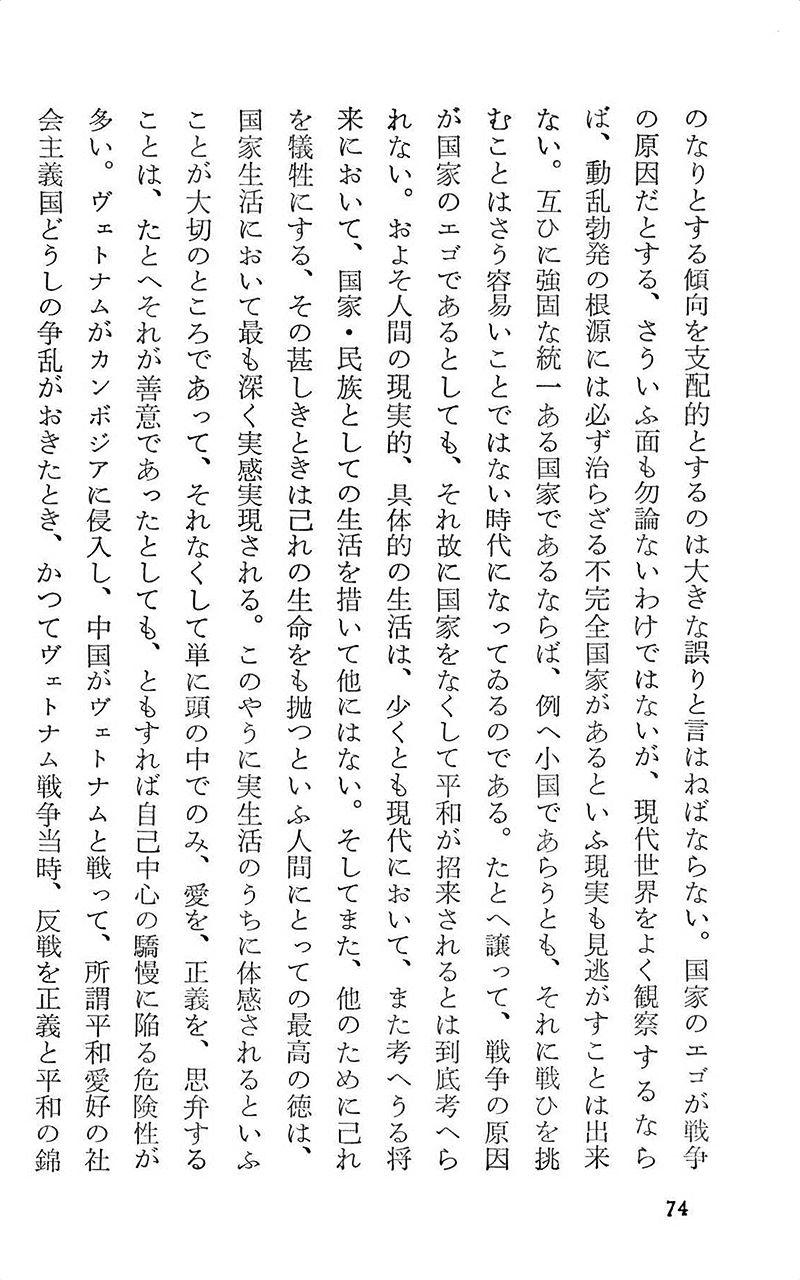 のなりとする傾向を支配的とするのは大きな誤りと言はねばならない。国家のエゴが戦争
の原因だとする、さういふ面も勿論ないわけではないが、現代世界をよく観察するなら
ば、動乱勃発の根源には必ず治らざる不完全国家があるといふ現実も見逃がすことは出来
ない。互ひに強固な統一ある国家であるならば、例へ小国であらうとも、それに戦ひを挑
むことはさう容易いことではない時代になってゐるのである。たとへ譲って、戦争の原因
が国家のエゴであるとしても、それ故に国家をなくして平和が招来されるとは到底考へら
れない。およそ人間の現実的、具体的の生活は、少くとも現代において、また考へうる将
来において、国家・民族としての生活を措いて他にはない。そしてまた、他のために己れ
を犠牲にする、その甚しきときは己れの生命をも抛つといふ人間にとっての最高の徳は、
国家生活において最も深く実感実現される。このやうに実生活のうちに体感されるといふ
ことが大切のところであって、それなくして単に頭の中でのみ、愛を、正義を、思弁する
ことは、たとへそれが善意であったとしても、ともすれば自己中心の驕慢に陥る危険性が
多い。ヴェトナムがカンボジアに侵入し、中国がヴェトナムと戦って、所謂平和愛好の社
会主義国どうしの争乱がおきたとき、かつてヴェトナム戦争当時、反戦を正義と平和の錦
74